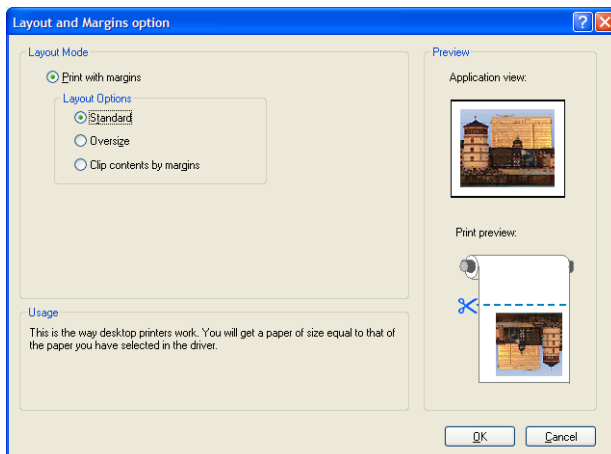 Layout and Margins option
Layout Mode
Print with margins
Layout Options
Standard
Oversize
Clip contents by margins
Usage
This is the way desktop printers work. You will get a paper of size equal to that of
the paper you have selected in the driver.
Preview
Application view:
Print preview:
OK
Cancel